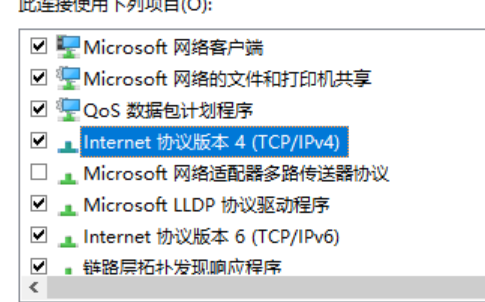 此连接使用下列项目(O):
Microsoft 网络客户端
Microsoft 网络的文件和打印机共享
QoS 数据包计划程序
Internet 协议版本 4 (TCP/IPv4)
Microsoft 网络适配器多路传送器协议
Microsoft LLDP 协议驱动程序
Internet 协议版本 6 (TCP/IPv6)
链路层拓扑发现响应程序